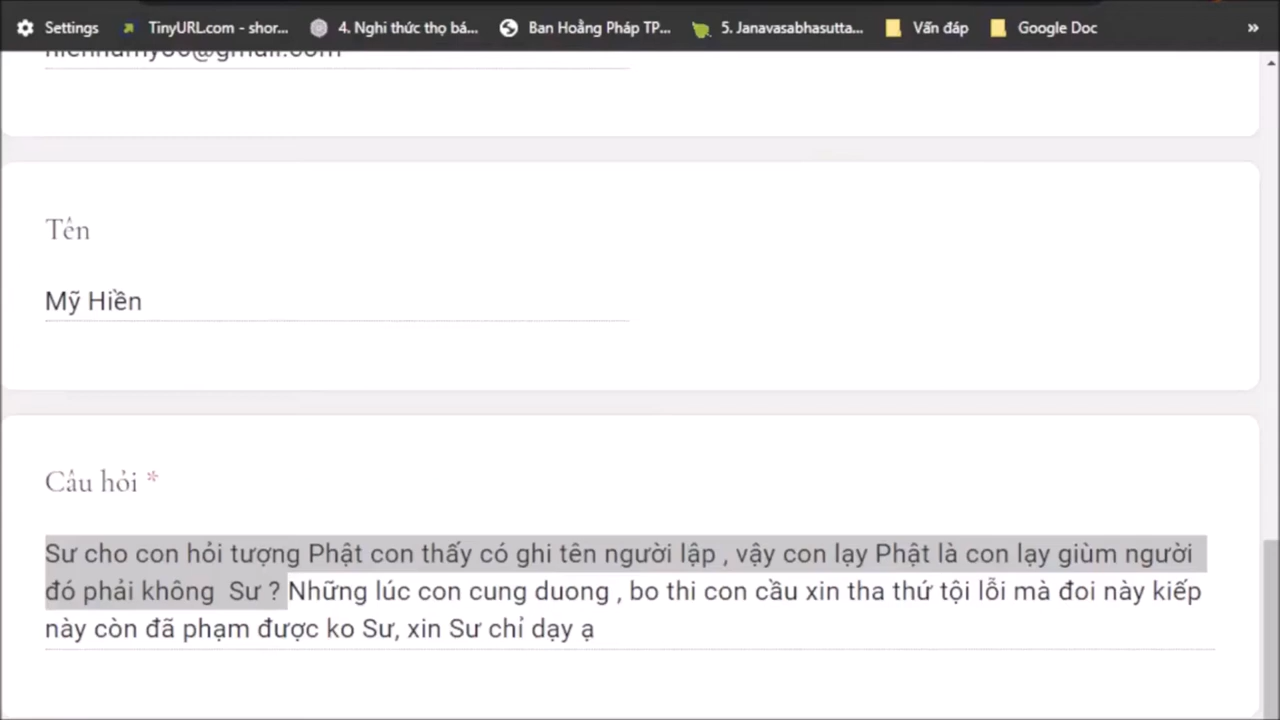 Settings TinyURL.com - shor... 4. Nghi thức thọ bá... Ban Hoằng Pháp TP... 5. Janavasabhasutta... Vấn đáp Google Doc »
Tên
Mỹ Hiền
Câu hỏi *
Sư cho con hỏi tượng Phật con thấy có ghi tên người lập , vậy con lạy Phật là con lạy giùm người
đó phải không  Sư ? Những lúc con cung duong , bo thi con cầu xin tha thứ tội lỗi mà đoi này kiếp
này còn đã phạm được ko Sư, xin Sư chỉ dạy ạ